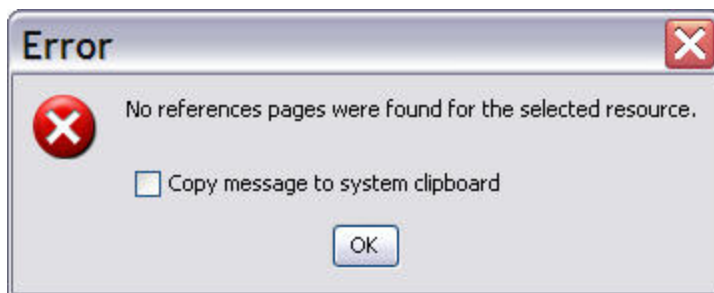 Error
No references pages were found for the selected resource.
Copy message to system clipboard
OK